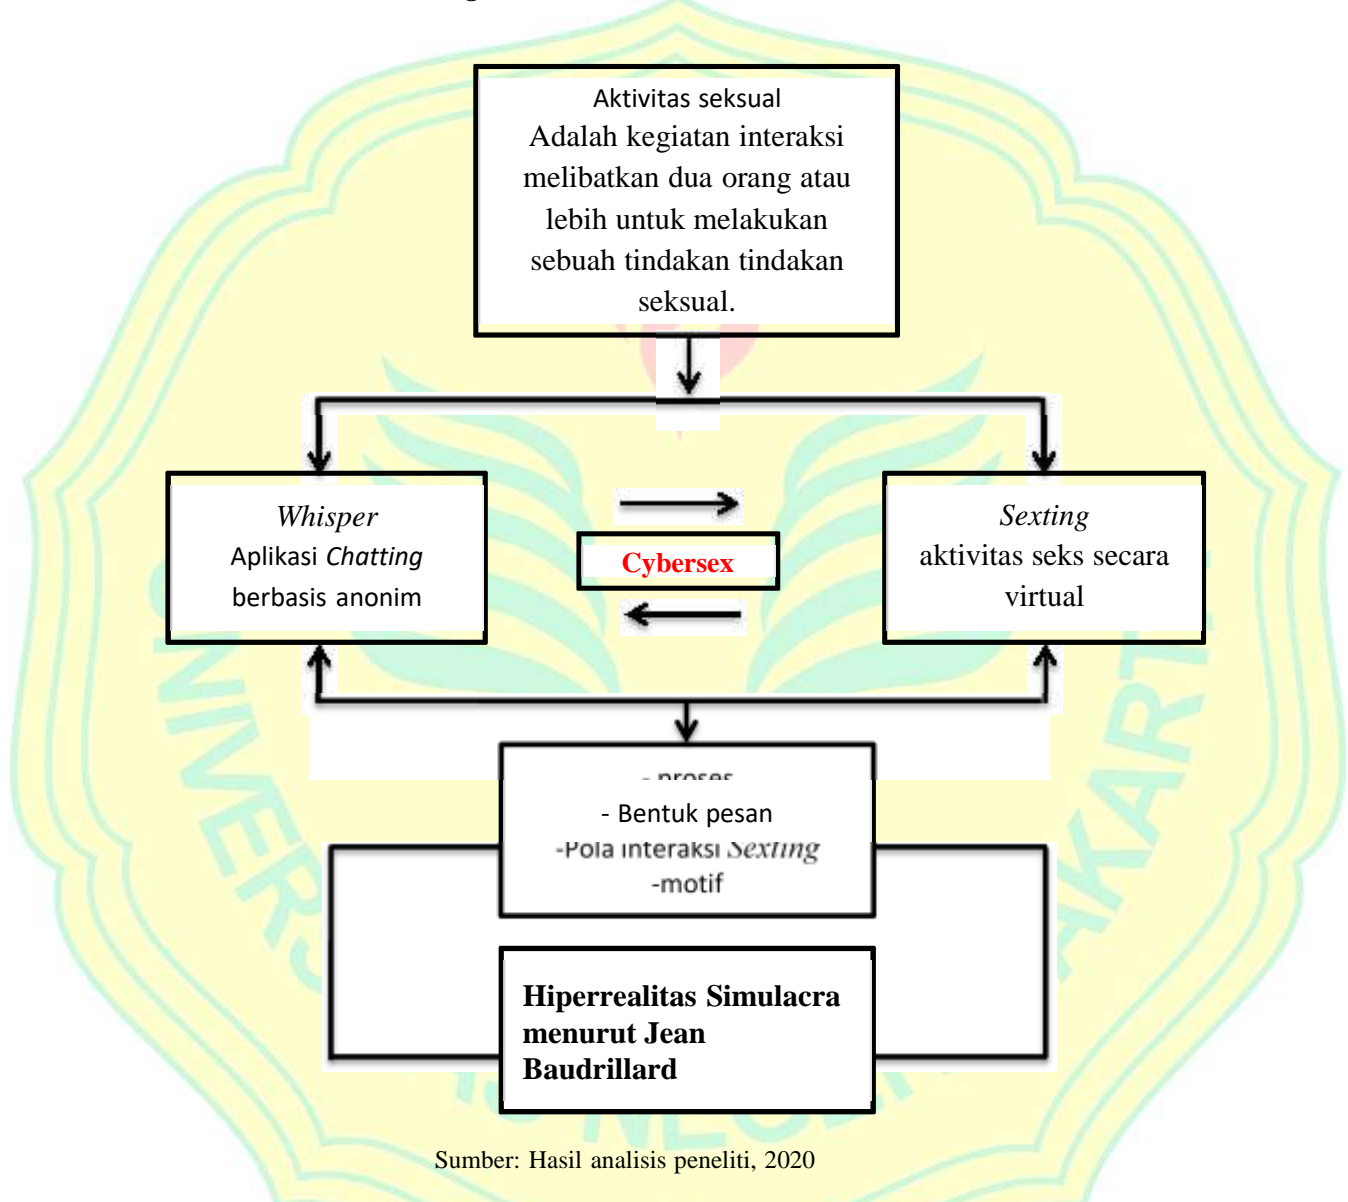 Aktivitas seksual
Adalah kegiatan interaksi
melibatkan dua orang atau
lebih untuk melakukan
sebuah tindakan tindakan
seksual.
Whisper
Aplikasi Chatting
berbasis anonim
Cybersex
Sexting
aktivitas seks secara
virtual
- proses
- Bentuk pesan
-Pola interaksi Sexting
-motif
Hiperrealitas Simulacra
menurut Jean
Baudrillard
Sumber: Hasil analisis peneliti, 2020